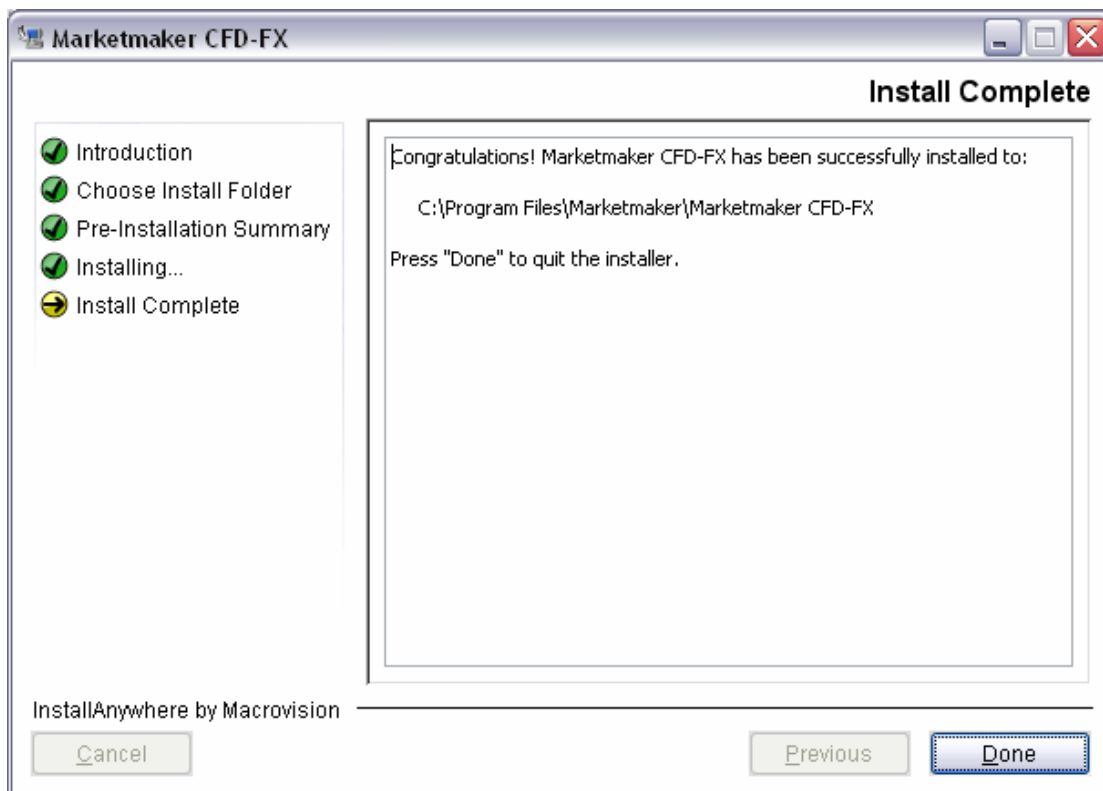 Marketmaker CFD-FX
Install Complete
Introduction
Choose Install Folder
Pre-Installation Summary
Installing...
Install Complete
Congratulations! Marketmaker CFD-FX has been successfully installed to:
C:\Program Files\Marketmaker\Marketmaker CFD-FX
Press "Done" to quit the installer.
InstallAnywhere by Macrovision
Cancel
Previous
Done